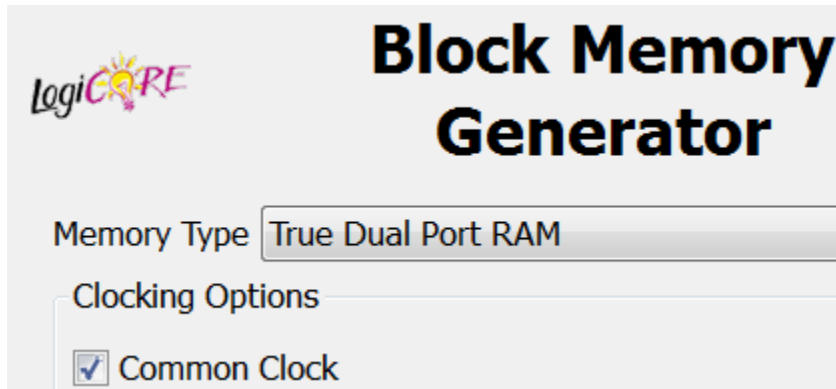 LogiCORE
Block Memory
Generator
Memory Type True Dual Port RAM
Clocking Options
Common Clock